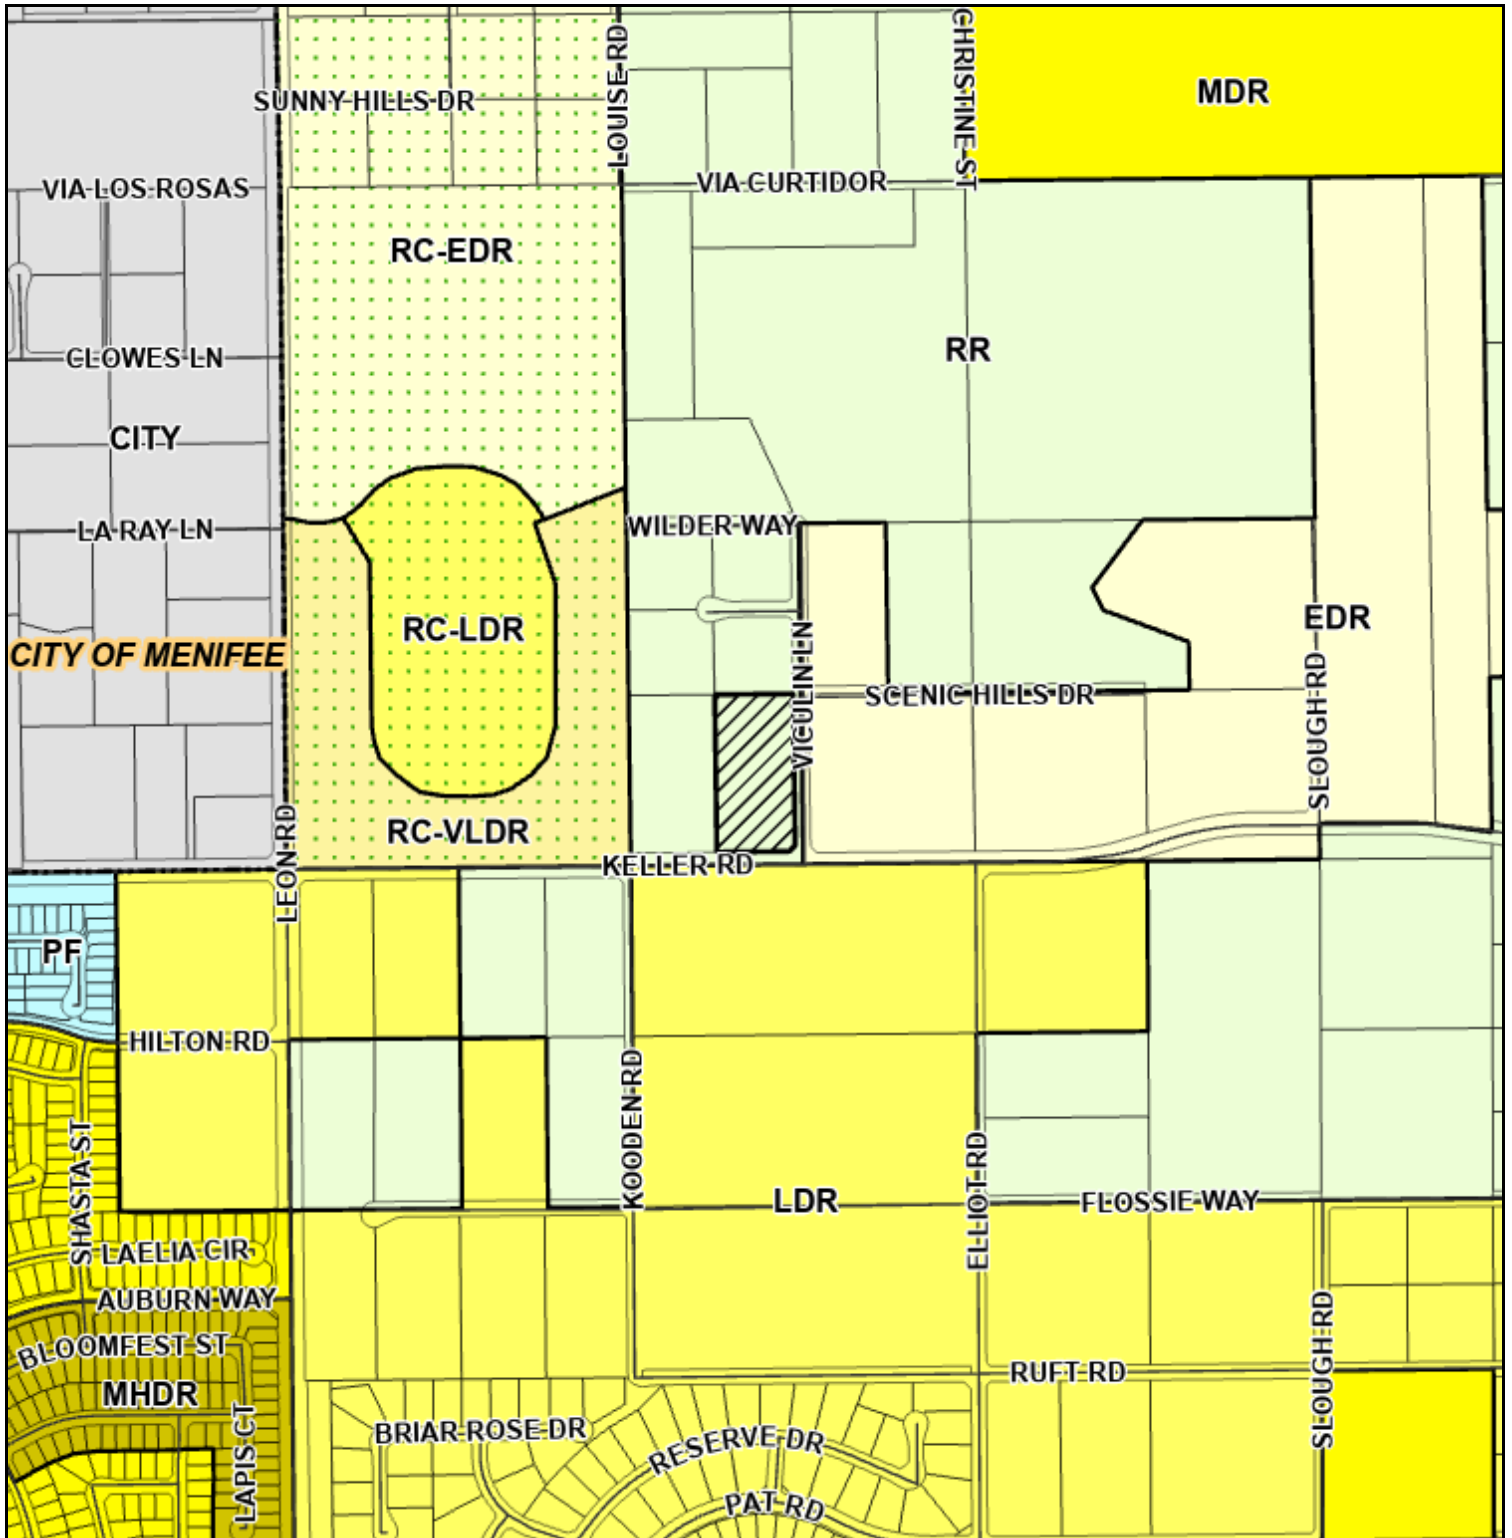 CHRISTINE ST
LOUISE RD
MDR
SUNNY HILLS DR
VIA LOS ROSAS
VIA CURTIDOR
RC-EDR
RR
CLOWES LN
CITY
LA RAY LN
WILDER WAY
RC-LDR
EDR
CITY OF MENIFEE
VICULIN LN
SCENIC HILLS DR
SLOUGH RD
RC-VLDR
LEON RD
KELLER RD
PF
HILTON RD
KOODEN RD
SHASTA ST
ELLIOT RD
LDR
FLOSSIE WAY
LAELIA CIR
AUBURN WAY
BLOOMFEST ST
SLOUGH RD
RUFT RD
MHDR
LAPIS CT
BRIAR ROSE DR
RESERVE DR
PAT RD